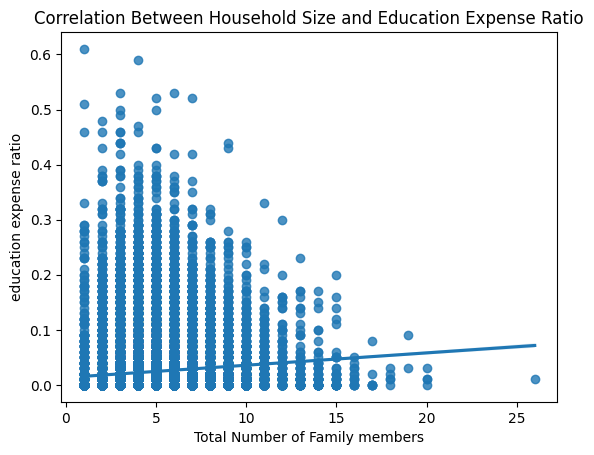 Correlation Between Household Size and Education Expense Ratio
0.6
0.5
0.4
0.3
0.2
0.1
0.0
education expense ratio
0 5 10 15 20 25
Total Number of Family members